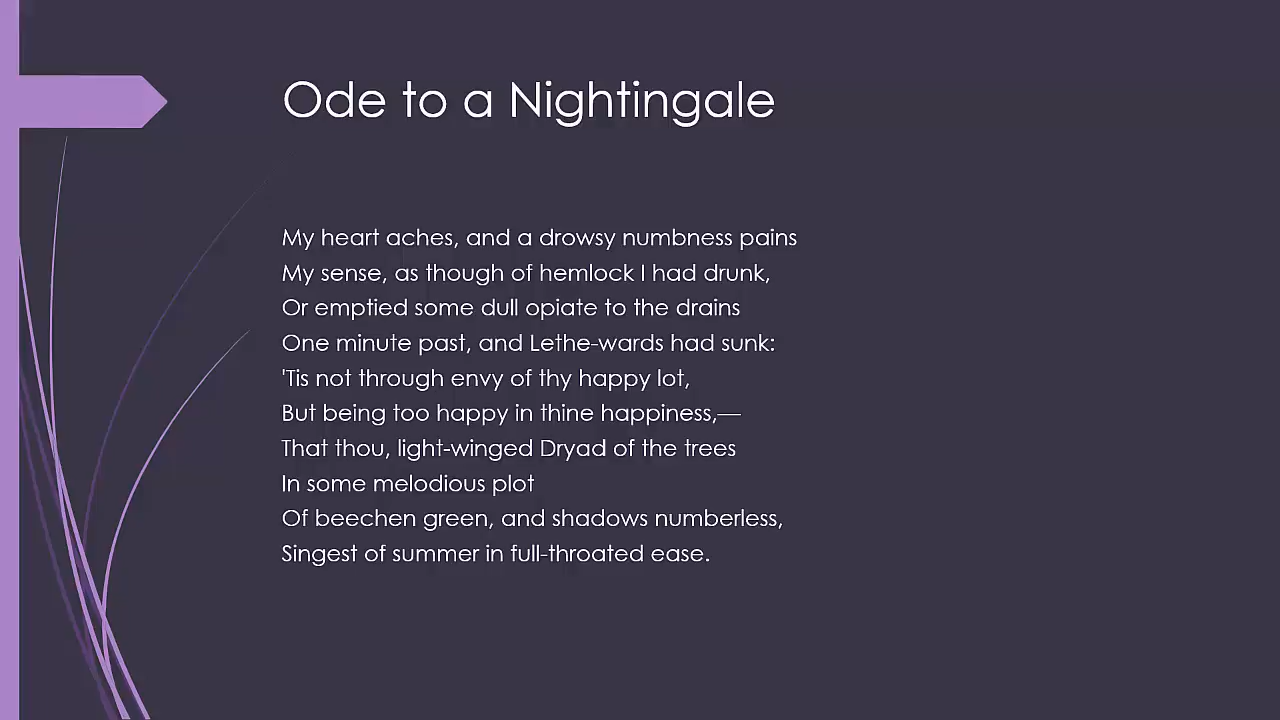 Ode to a Nightingale
My heart aches, and a drowsy numbness pains
My sense, as though of hemlock I had drunk,
Or emptied some dull opiate to the drains
One minute past, and Lethe-wards had sunk:
'Tis not through envy of thy happy lot,
But being too happy in thine happiness,—
That thou, light-winged Dryad of the trees
In some melodious plot
Of beechen green, and shadows numberless,
Singest of summer in full-throated ease.